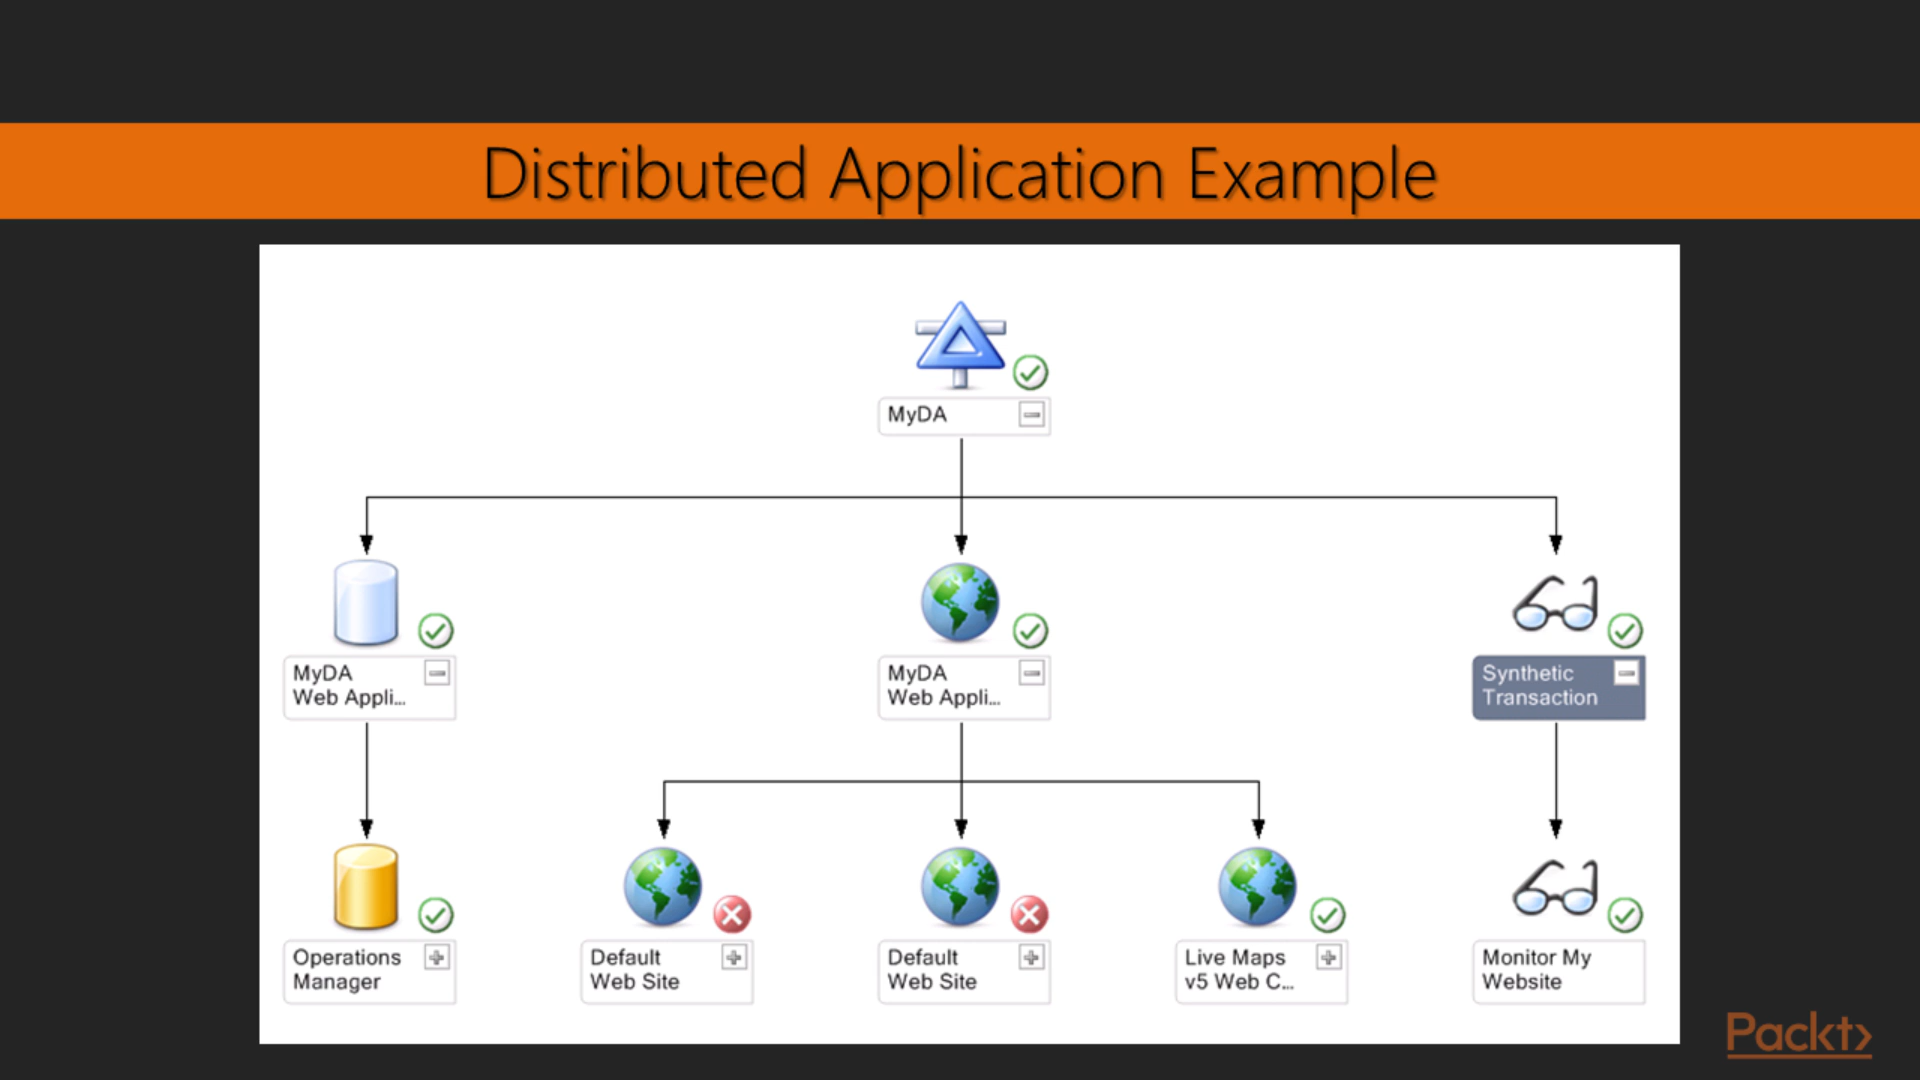 Distributed Application Example
MyDA
MyDA
Web Appli...
MyDA
Web Appli...
Synthetic
Transaction
Operations
Manager
Default
Web Site
Default
Web Site
Live Maps
v5 Web C...
Monitor My
Website
Packt>